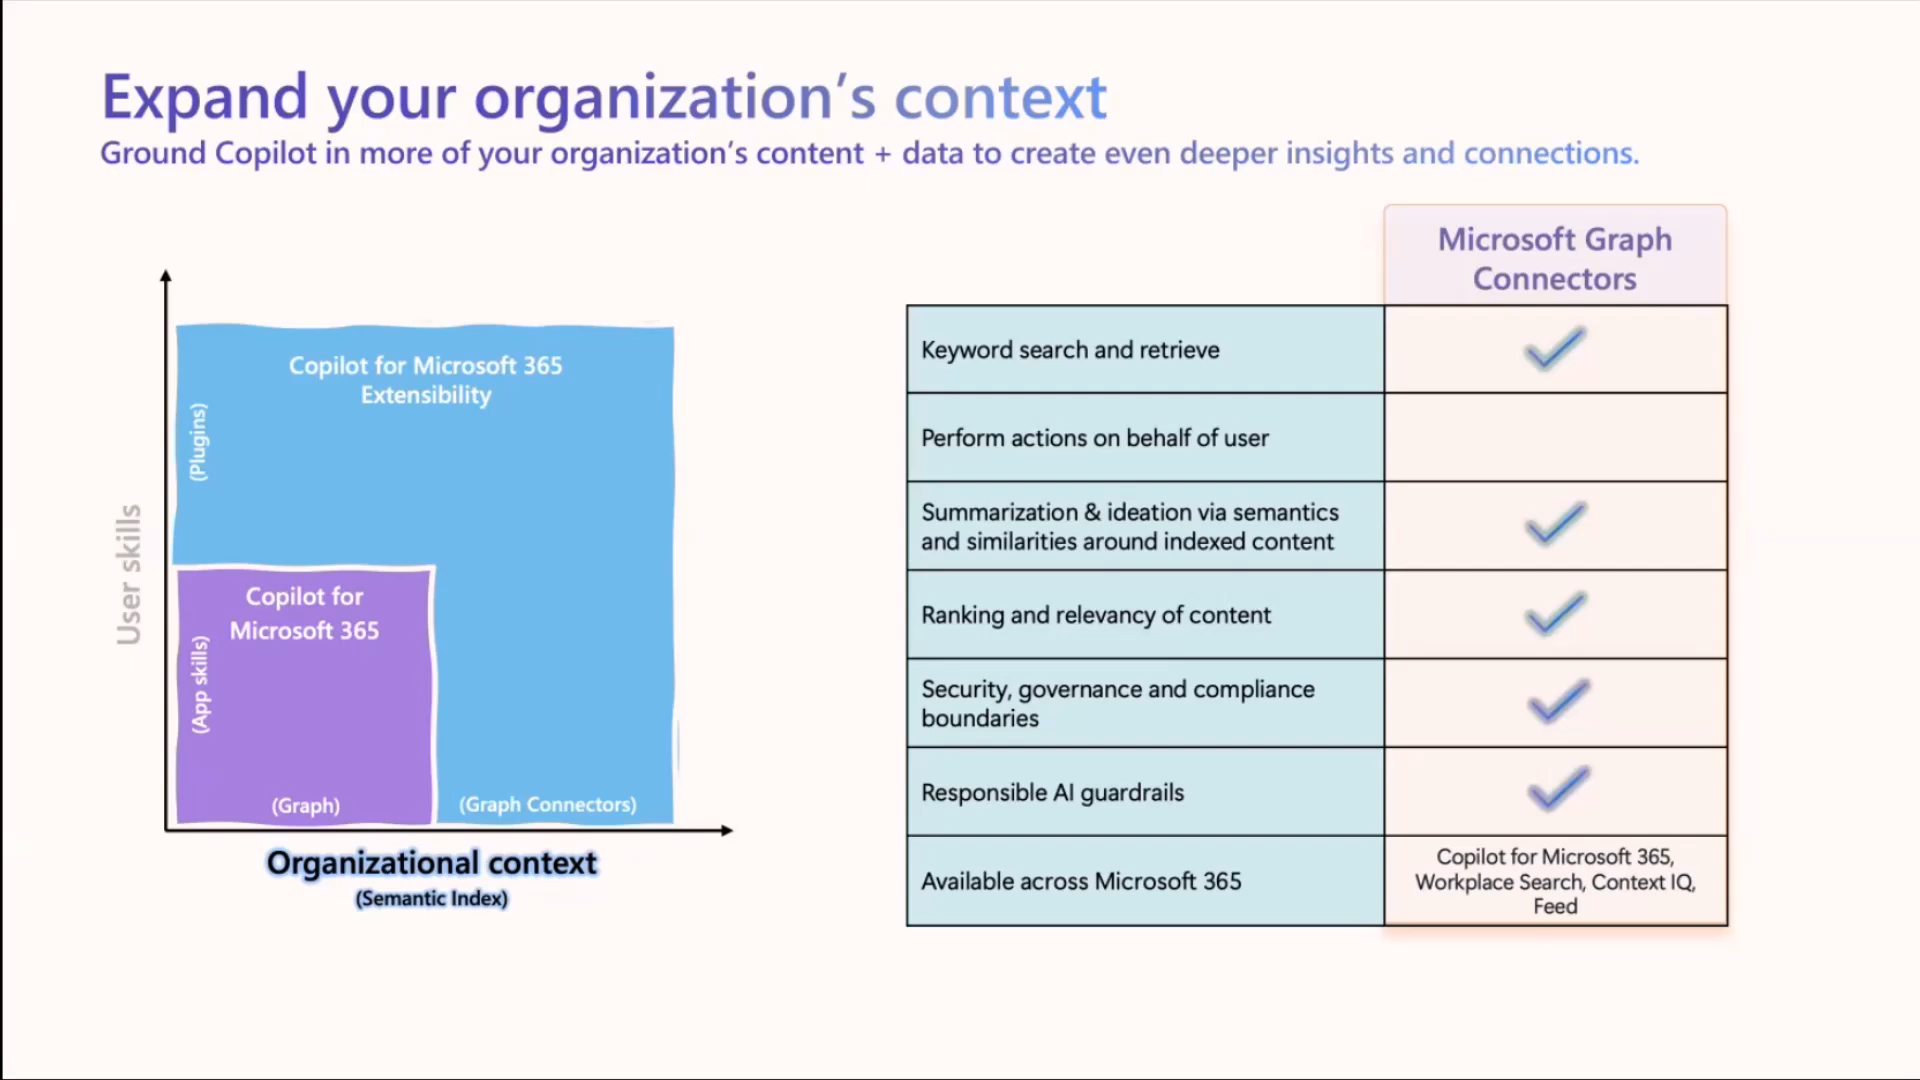 Expand your organization’s context
Ground Copilot in more of your organization’s content + data to create even deeper insights and connections.
User skills
Copilot for Microsoft 365
Extensibility
(Plugins)
Copilot for
Microsoft 365
(App skills)
(Graph)
(Graph Connectors)
Organizational context
(Semantic Index)
Microsoft Graph
Connectors
Keyword search and retrieve
Perform actions on behalf of user
Summarization & ideation via semantics
and similarities around indexed content
Ranking and relevancy of content
Security, governance and compliance
boundaries
Responsible AI guardrails
Available across Microsoft 365
Copilot for Microsoft 365,
Workplace Search, Context IQ,
Feed